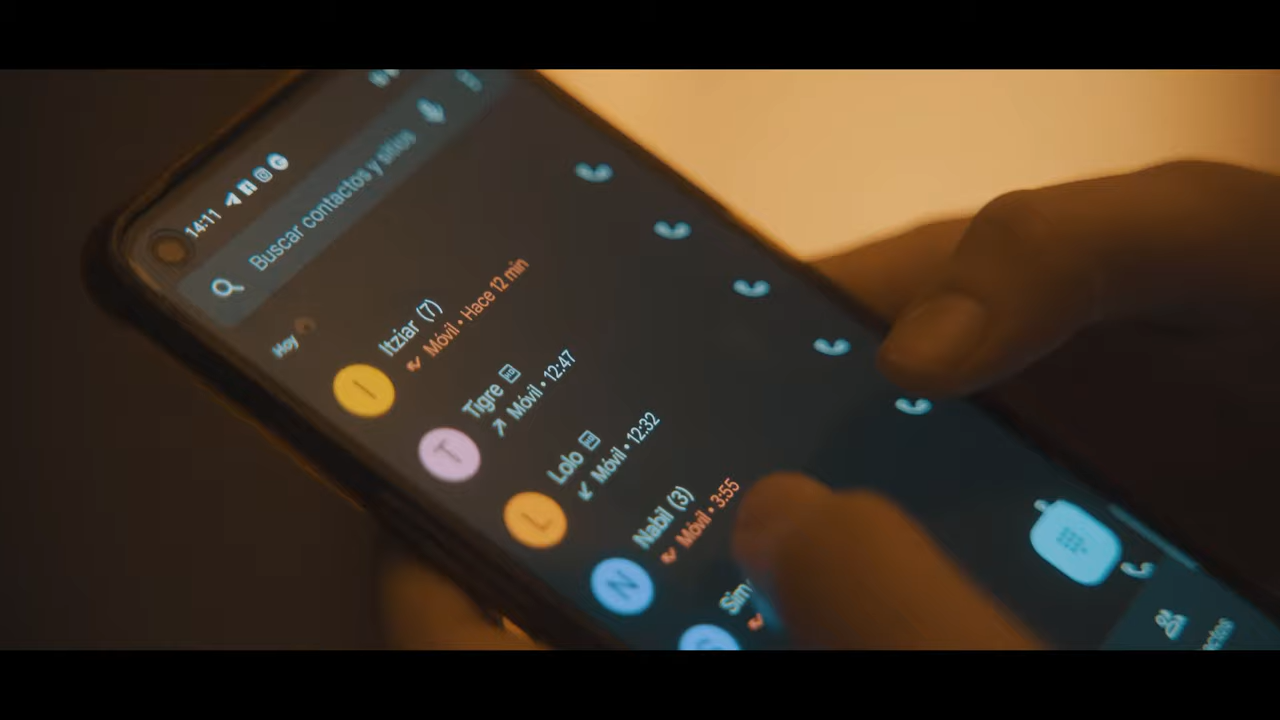 14:11
Buscar contactos y sitios
Hoy
I
Itziar (7)
Móvil • Hace 12 min
T
Tigre
Móvil • 12:47
L
Lolo
Móvil • 12:32
N
Nabil (3)
Móvil • 3:55